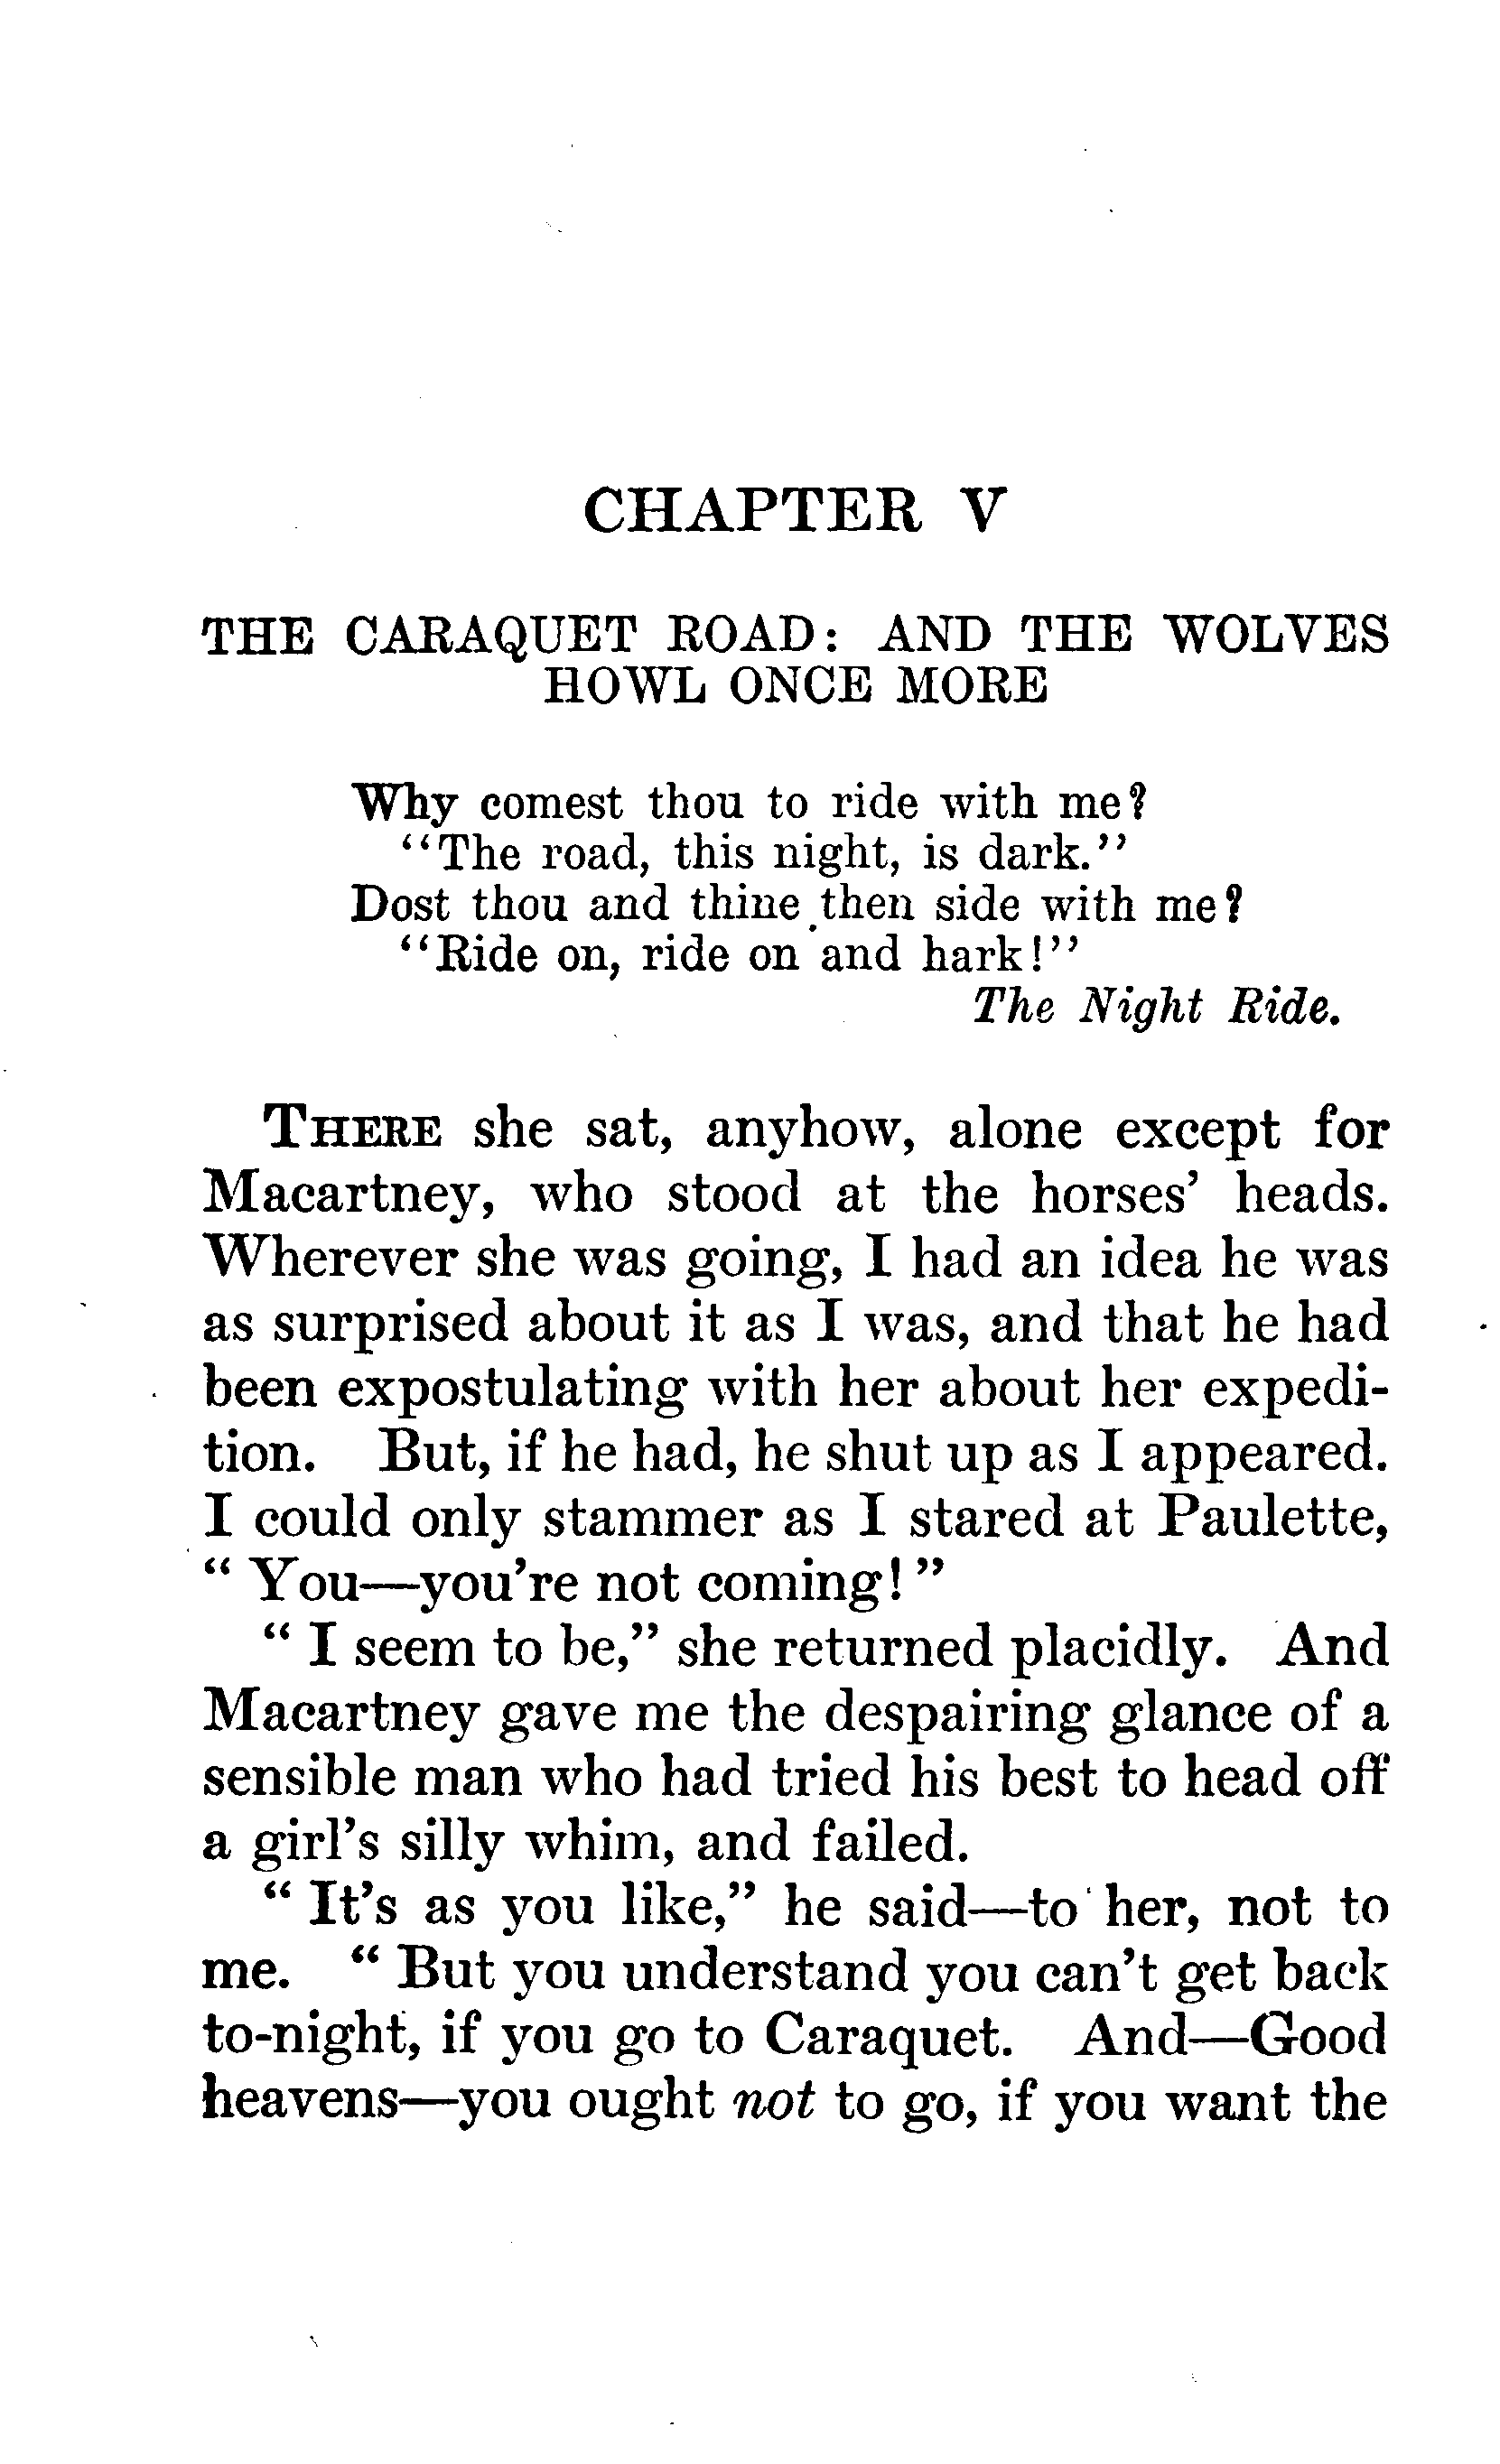 CHAPTER V
THE CARAQUET ROAD: AND THE WOLVES
HOWL ONCE MORE
Why comest thou to ride with me?
"The road, this night, is dark."
Dost thou and thine then side with me?
"Ride on, ride on and hark!"
The Night Ride.
THERE she sat, anyhow, alone except for
Macartney, who stood at the horses' heads.
Wherever she was going, I had an idea he was
as surprised about it as I was, and that he had
been expostulating with her about her expedi-
tion. But, if he had, he shut up as I appeared.
I could only stammer as I stared at Paulette,
" You—you're not coming! "
" I seem to be," she returned placidly. And
Macartney gave me the despairing glance of a
sensible man who had tried his best to head off
a girl's silly whim, and failed.
" It's as you like," he said—to her, not to
me. " But you understand you can't get back
to-night, if you go to Caraquet. And—Good
heavens—you ought not to go, if you want the